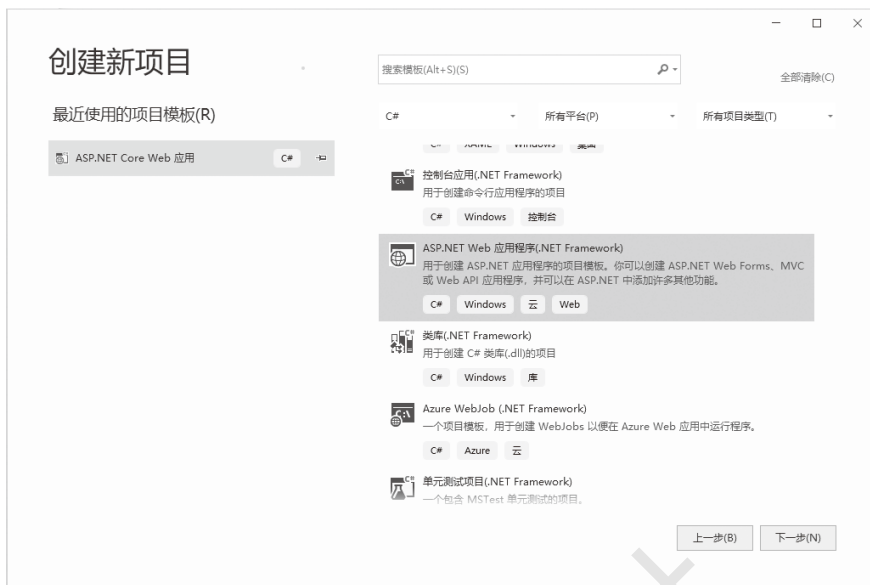 创建新项目
最近使用的项目模板(R)
ASP.NET Core Web 应用 C#
搜索模板(Alt+S)(S)
全部清除(C)
C# 所有平台(P) 所有项目类型(T)
C# XAML Windows 桌面
控制台应用(.NET Framework)
用于创建命令行应用程序的项目
C# Windows 控制台
ASP.NET Web 应用程序(.NET Framework)
用于创建 ASP.NET 应用程序的项目模板。你可以创建 ASP.NET Web Forms、MVC
或 Web API 应用程序，并可以在 ASP.NET 中添加许多其他功能。
C# Windows 云 Web
类库(.NET Framework)
用于创建 C# 类库(.dll)的项目
C# Windows 库
Azure WebJob (.NET Framework)
一个项目模板，用于创建 WebJobs 以便在 Azure Web 应用中运行程序。
C# Azure 云
单元测试项目(.NET Framework)
一个包含 MSTest 单元测试的项目。
上一步(B) 下一步(N)